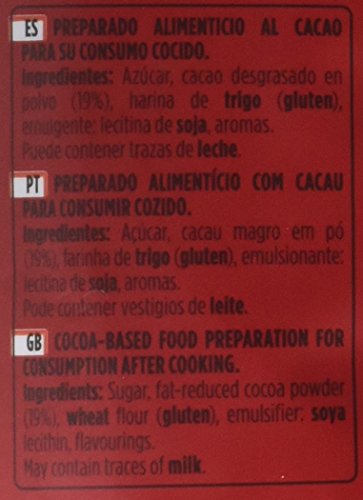 ES PREPARADO ALIMENTICIO AL CACAO
PARA SU CONSUMO COCIDO.
Ingredientes: Azúcar, cacao desgrasado en
polvo (19%), harina de trigo (gluten),
emulgente: lecitina de soja, aromas.
Puede contener trazas de leche.
PT PREPARADO ALIMENTÍCIO COM CACAU
PARA CONSUMIR COZIDO.
Ingredientes: Açúcar, cacau magro em pó
(19%), farinha de trigo (gluten), emulsionante:
lecitina de soja, aromas.
Pode contener vestigios de leite.
GB COCOA-BASED FOOD PREPARATION FOR
CONSUMPTION AFTER COOKING.
Ingredients: Sugar, fat-reduced cocoa powder
(19%), wheat flour (gluten), emulsifier: soya
lecithin, flavourings.
May contain traces of milk.